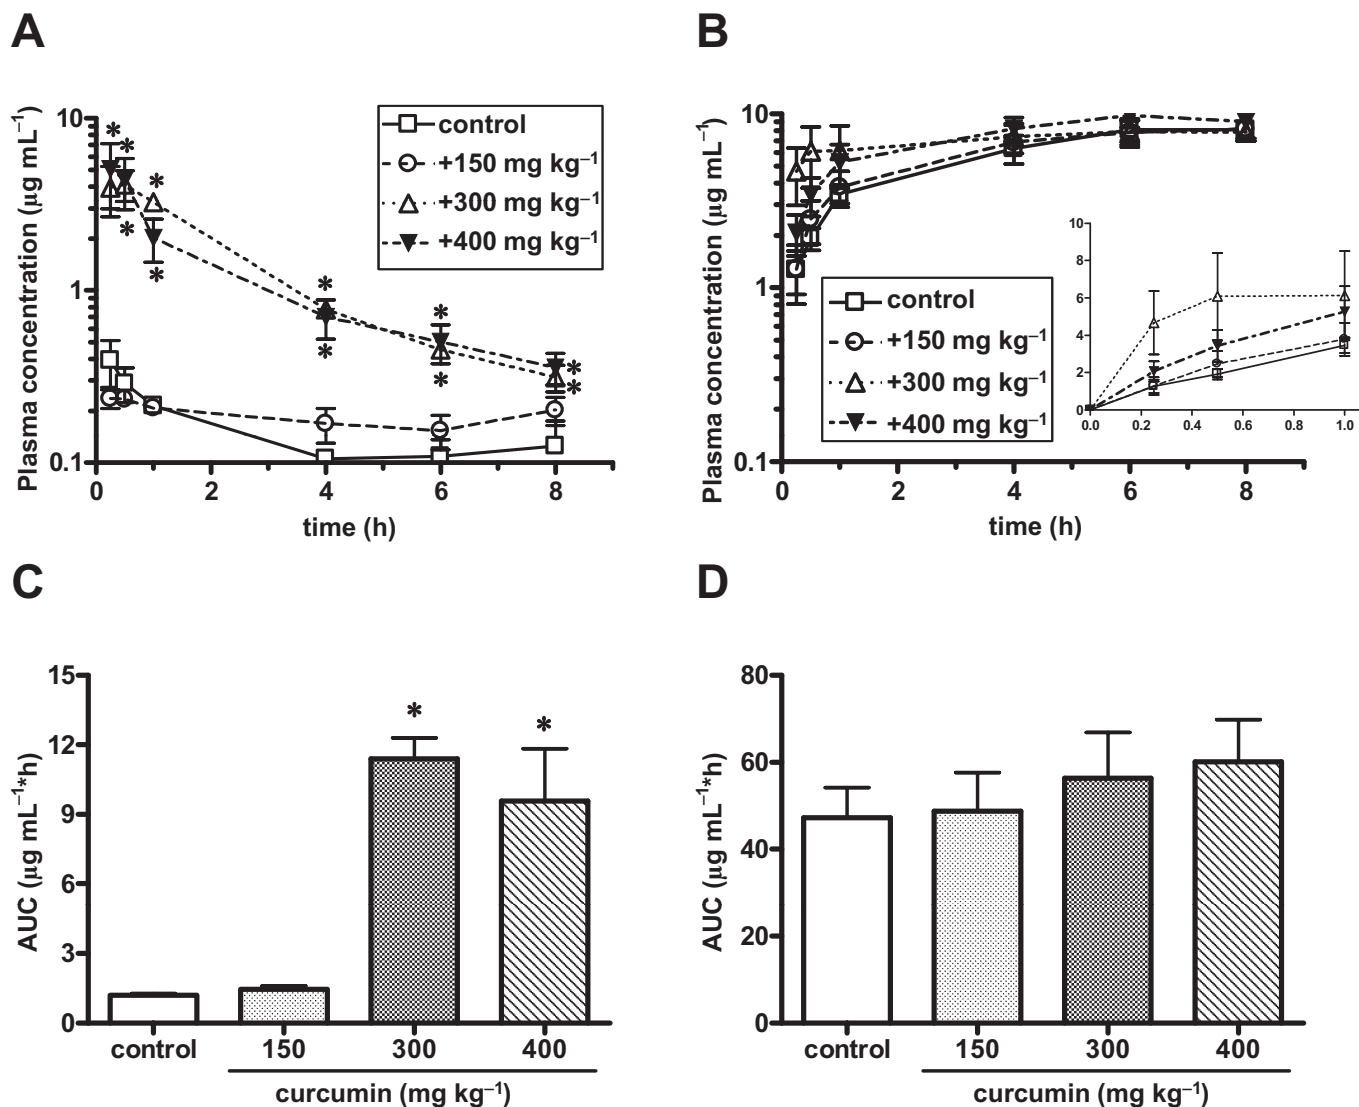 A
Plasma concentration (µg mL⁻¹)
10
1
0.1
0 2 4 6 8
time (h)
control
+150 mg kg⁻¹
+300 mg kg⁻¹
+400 mg kg⁻¹
* * * * * * * * * * * *
B
Plasma concentration (µg mL⁻¹)
10
1
0.1
0 2 4 6 8
time (h)
control
+150 mg kg⁻¹
+300 mg kg⁻¹
+400 mg kg⁻¹
10
8
6
4
2
0
0.0 0.2 0.4 0.6 0.8 1.0
C
AUC (µg mL⁻¹*h)
15
12
9
6
3
0
* *
control 150 300 400
curcumin (mg kg⁻¹)
D
AUC (µg mL⁻¹*h)
80
60
40
20
0
control 150 300 400
curcumin (mg kg⁻¹)